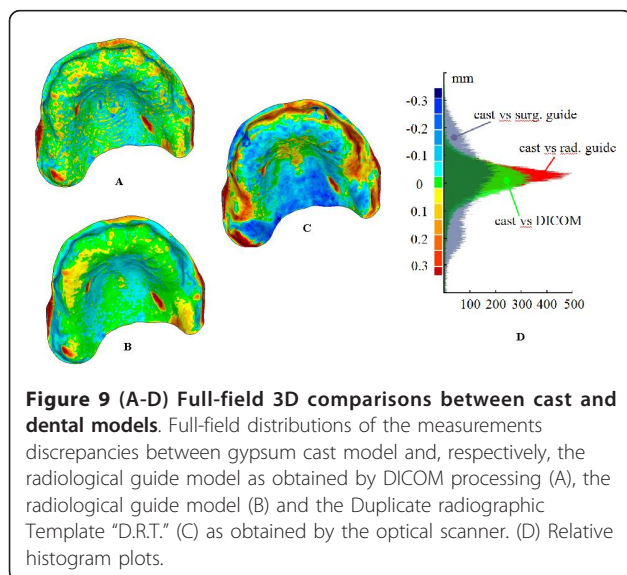 mm
-0.3
-0.2
-0.1
0
0.1
0.2
0.3
cast vs surg. guide
cast vs rad. guide
cast vs DICOM
100 200 300 400 500
A
B
C
D
Figure 9 (A-D) Full-field 3D comparisons between cast and
dental models. Full-field distributions of the measurements
discrepancies between gypsum cast model and, respectively, the
radiological guide model as obtained by DICOM processing (A), the
radiological guide model (B) and the Duplicate radiographic
Template "D.R.T." (C) as obtained by the optical scanner. (D) Relative
histogram plots.